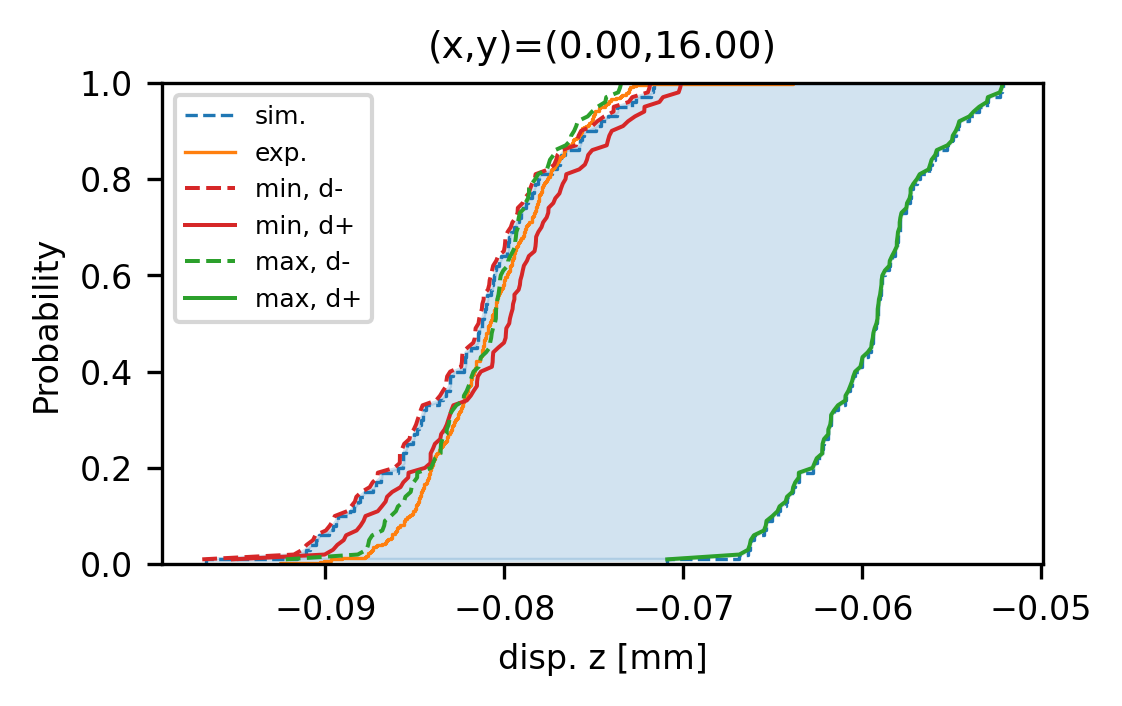 (x,y)=(0.00,16.00)
1.0
0.8
0.6
0.4
0.2
0.0
Probability
sim.
exp.
min, d-
min, d+
max, d-
max, d+
−0.09
−0.08
−0.07
−0.06
−0.05
disp. z [mm]